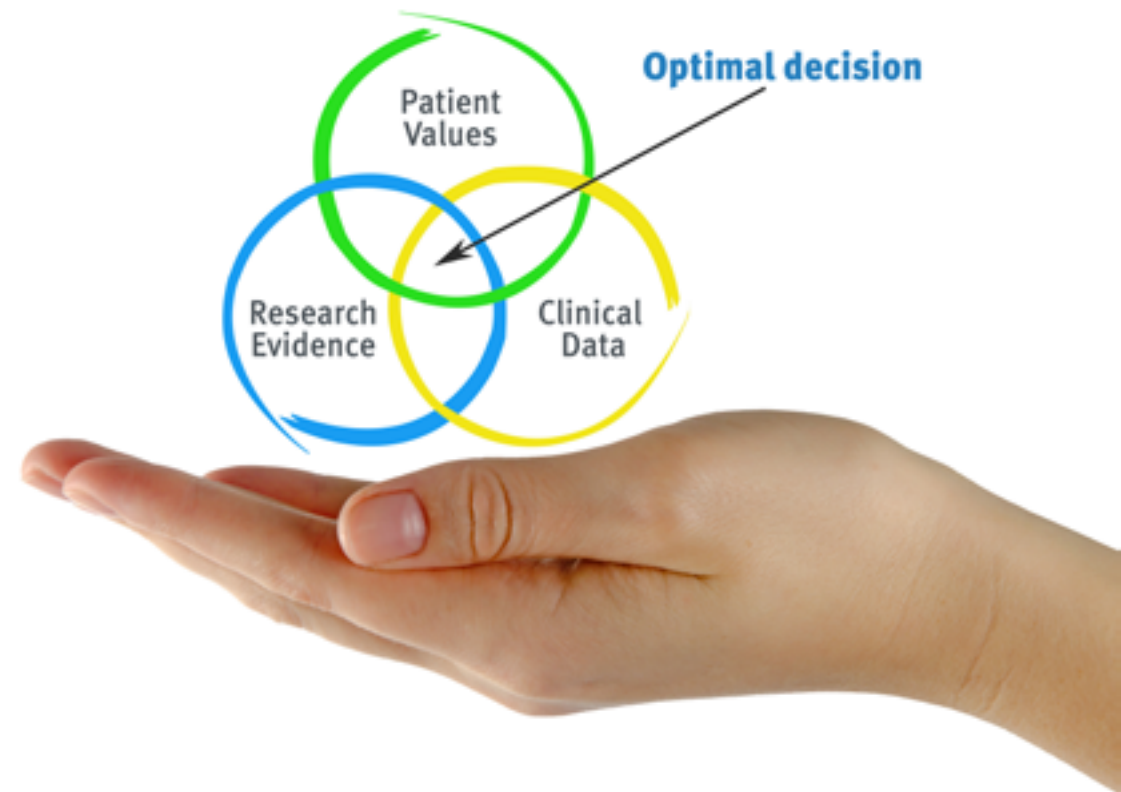 Optimal decision
Patient
Values
Research
Evidence
Clinical
Data